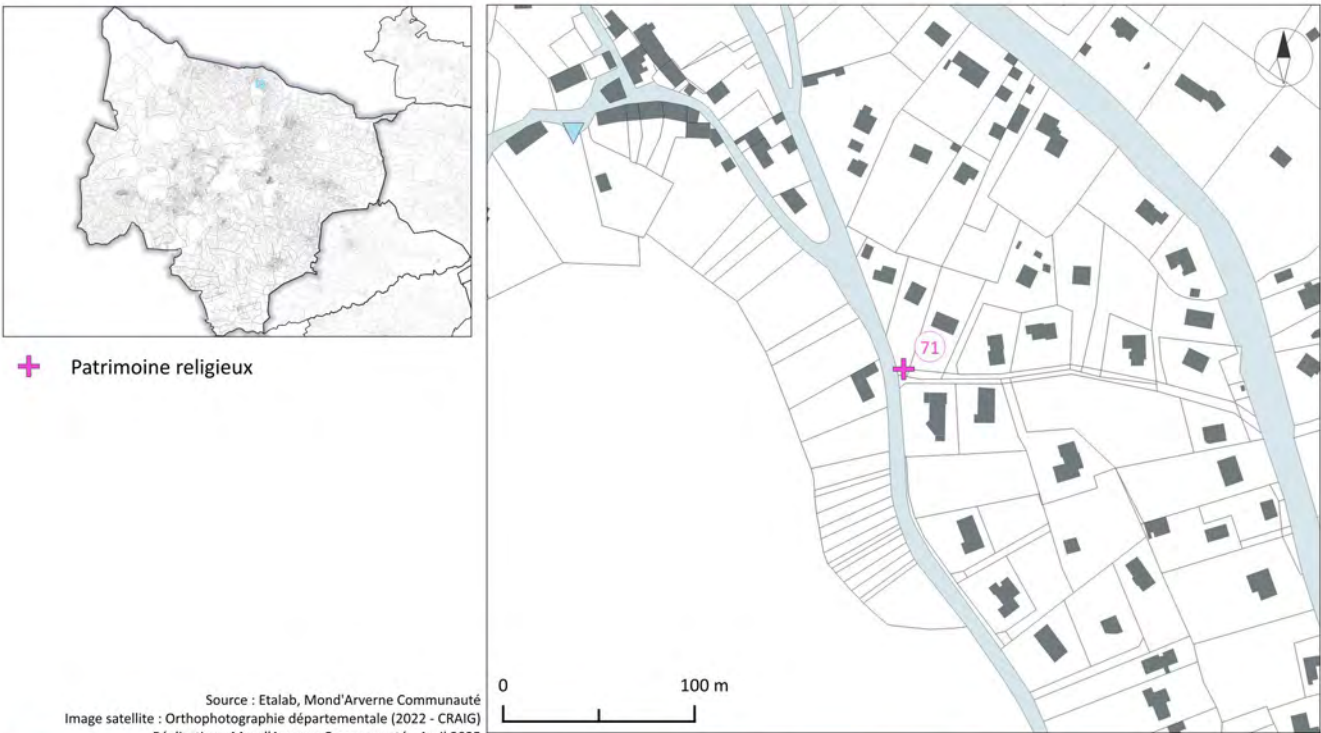 Patrimoine religieux
Source : Etalab, Mond'Arverne Communauté
Image satellite : Orthophotographie départementale (2022 - CRAIG)
71
0 100 m